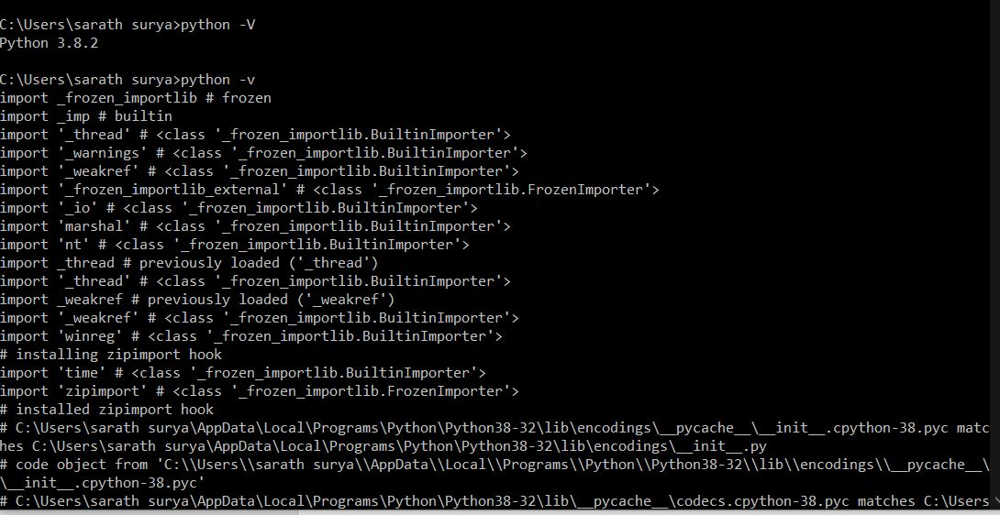 C:\Users\sarath surya>python -V
Python 3.8.2
C:\Users\sarath surya>python -v
import _frozen_importlib # frozen
import _imp # builtin
import '_thread' # <class '_frozen_importlib.BuiltinImporter'>
import '_warnings' # <class '_frozen_importlib.BuiltinImporter'>
import '_weakref' # <class '_frozen_importlib.BuiltinImporter'>
import '_frozen_importlib_external' # <class '_frozen_importlib.FrozenImporter'>
import '_io' # <class '_frozen_importlib.BuiltinImporter'>
import 'marshal' # <class '_frozen_importlib.BuiltinImporter'>
import 'nt' # <class '_frozen_importlib.BuiltinImporter'>
import _thread # previously loaded ('_thread')
import '_thread' # <class '_frozen_importlib.BuiltinImporter'>
import _weakref # previously loaded ('_weakref')
import '_weakref' # <class '_frozen_importlib.BuiltinImporter'>
import 'winreg' # <class '_frozen_importlib.BuiltinImporter'>
# installing zipimport hook
import 'time' # <class '_frozen_importlib.BuiltinImporter'>
import 'zipimport' # <class '_frozen_importlib.FrozenImporter'>
# installed zipimport hook
# C:\Users\sarath surya\AppData\Local\Programs\Python\Python38-32\lib\encodings\__pycache__\__init__.cpython-38.pyc matc
hes C:\Users\sarath surya\AppData\Local\Programs\Python\Python38-32\lib\encodings\__init__.py
# code object from 'C:\\Users\\sarath surya\\AppData\\Local\\Programs\\Python\\Python38-32\\lib\\encodings\\__pycache__\
\__init__.cpython-38.pyc'
# C:\Users\sarath surya\AppData\Local\Programs\Python\Python38-32\lib\__pycache__\codecs.cpython-38.pyc matches C:\Users